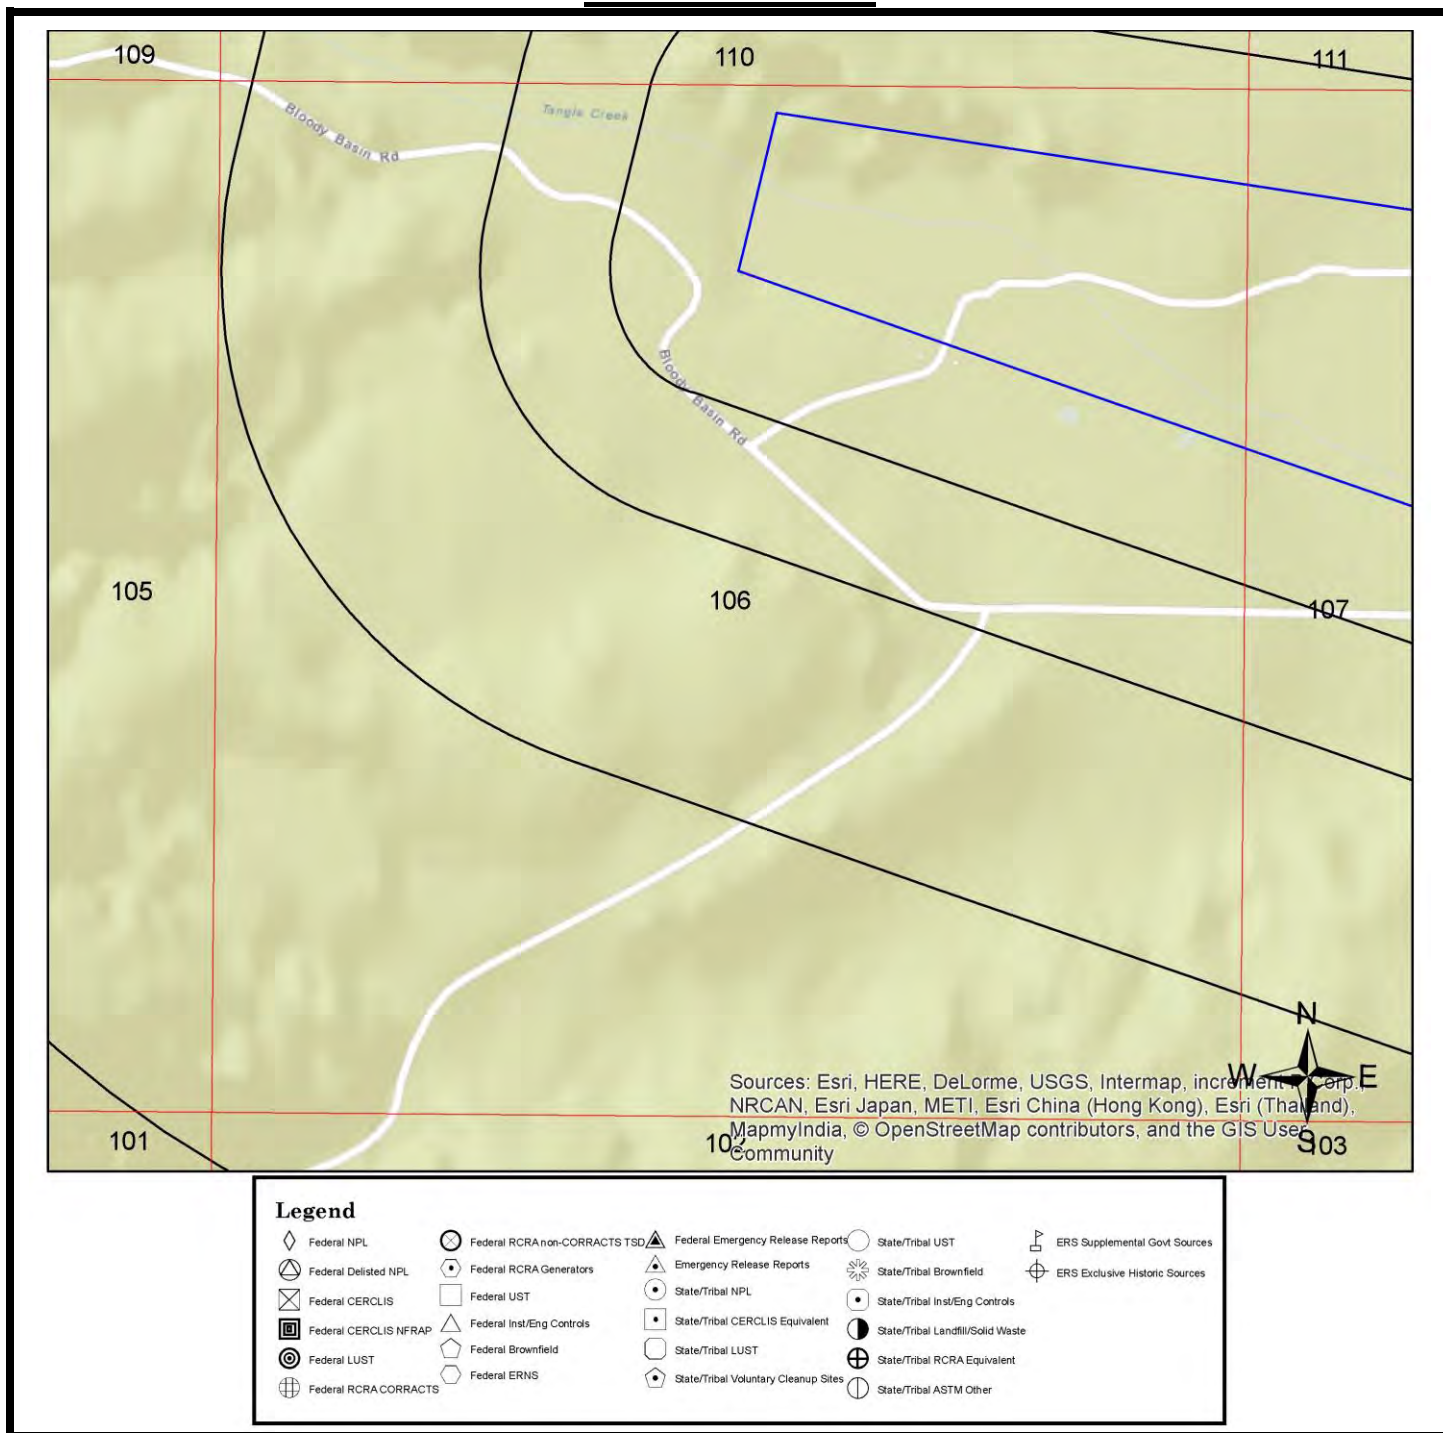 109
110
111
Bloody Basin Rd
Tangle Creek
Bloody Basin Rd
105
106
107
N
W E
S
Sources: Esri, HERE, DeLorme, USGS, Intermap, increment P Corp.,
NRCAN, Esri Japan, METI, Esri China (Hong Kong), Esri (Thailand),
MapmyIndia, © OpenStreetMap contributors, and the GIS User
Community
101
102
103
Legend
Federal NPL
Federal Delisted NPL
Federal CERCLIS
Federal CERCLIS NFRAP
Federal LUST
Federal RCRA CORRACTS
Federal RCRA non-CORRACTS TSD
Federal RCRA Generators
Federal UST
Federal Inst/Eng Controls
Federal Brownfield
Federal ERNS
Federal Emergency Release Reports
Emergency Release Reports
State/Tribal NPL
State/Tribal CERCLIS Equivalent
State/Tribal LUST
State/Tribal Voluntary Cleanup Sites
State/Tribal UST
State/Tribal Brownfield
State/Tribal Inst/Eng Controls
State/Tribal Landfill/Solid Waste
State/Tribal RCRA Equivalent
State/Tribal ASTM Other
ERS Supplemental Govt Sources
ERS Exclusive Historic Sources